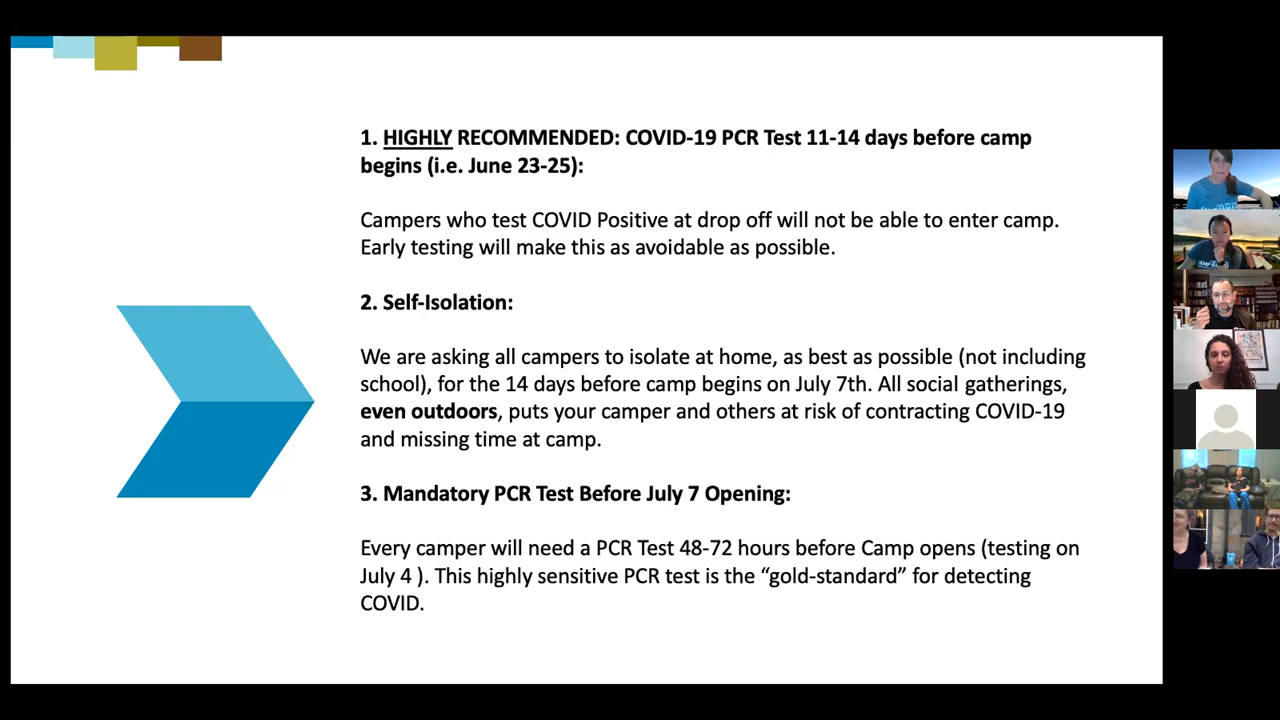 1. HIGHLY RECOMMENDED: COVID-19 PCR Test 11-14 days before camp
begins (i.e. June 23-25):
Campers who test COVID Positive at drop off will not be able to enter camp.
Early testing will make this as avoidable as possible.
2. Self-Isolation:
We are asking all campers to isolate at home, as best as possible (not including
school), for the 14 days before camp begins on July 7th. All social gatherings,
even outdoors, puts your camper and others at risk of contracting COVID-19
and missing time at camp.
3. Mandatory PCR Test Before July 7 Opening:
Every camper will need a PCR Test 48-72 hours before Camp opens (testing on
July 4 ). This highly sensitive PCR test is the “gold-standard” for detecting
COVID.